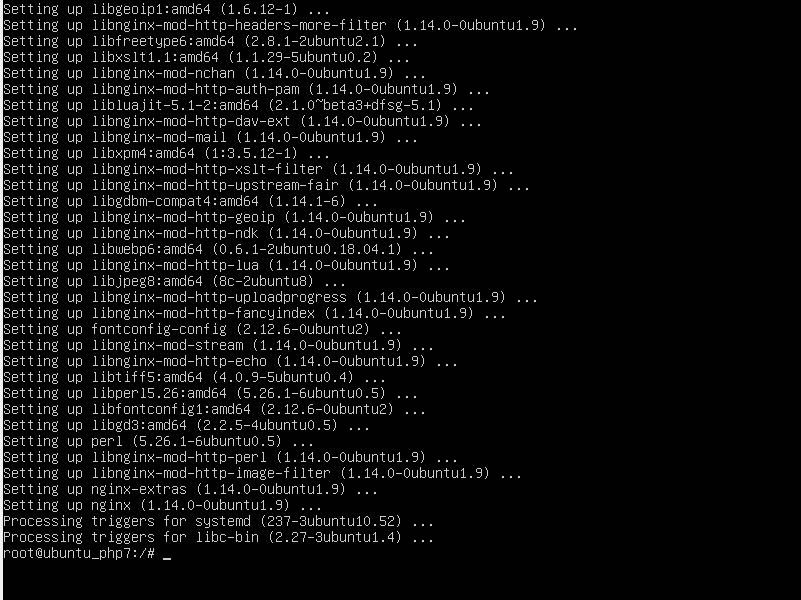 Setting up libgeoip1:amd64 (1.6.12-1) ...
Setting up libnginx-mod-http-headers-more-filter (1.14.0-0ubuntu1.9) ...
Setting up libfreetype6:amd64 (2.8.1-2ubuntu2.1) ...
Setting up libxslt1.1:amd64 (1.1.29-5ubuntu0.2) ...
Setting up libnginx-mod-nchan (1.14.0-0ubuntu1.9) ...
Setting up libnginx-mod-http-auth-pam (1.14.0-0ubuntu1.9) ...
Setting up libluajit-5.1-2:amd64 (2.1.0~beta3+dfsg-5.1) ...
Setting up libnginx-mod-http-dav-ext (1.14.0-0ubuntu1.9) ...
Setting up libnginx-mod-mail (1.14.0-0ubuntu1.9) ...
Setting up libxpm4:amd64 (1:3.5.12-1) ...
Setting up libnginx-mod-http-xslt-filter (1.14.0-0ubuntu1.9) ...
Setting up libnginx-mod-http-upstream-fair (1.14.0-0ubuntu1.9) ...
Setting up libgdbm-compat4:amd64 (1.14.1-6) ...
Setting up libnginx-mod-http-geoip (1.14.0-0ubuntu1.9) ...
Setting up libnginx-mod-http-ndk (1.14.0-0ubuntu1.9) ...
Setting up libwebp6:amd64 (0.6.1-2ubuntu0.18.04.1) ...
Setting up libnginx-mod-http-lua (1.14.0-0ubuntu1.9) ...
Setting up libjpeg8:amd64 (8c-2ubuntu8) ...
Setting up libnginx-mod-http-uploadprogress (1.14.0-0ubuntu1.9) ...
Setting up libnginx-mod-http-fancyindex (1.14.0-0ubuntu1.9) ...
Setting up fontconfig-config (2.12.6-0ubuntu2) ...
Setting up libnginx-mod-stream (1.14.0-0ubuntu1.9) ...
Setting up libnginx-mod-http-echo (1.14.0-0ubuntu1.9) ...
Setting up libtiff5:amd64 (4.0.9-5ubuntu0.4) ...
Setting up libperl5.26:amd64 (5.26.1-6ubuntu0.5) ...
Setting up libfontconfig1:amd64 (2.12.6-0ubuntu2) ...
Setting up libgd3:amd64 (2.2.5-4ubuntu0.5) ...
Setting up perl (5.26.1-6ubuntu0.5) ...
Setting up libnginx-mod-http-perl (1.14.0-0ubuntu1.9) ...
Setting up libnginx-mod-http-image-filter (1.14.0-0ubuntu1.9) ...
Setting up nginx-extras (1.14.0-0ubuntu1.9) ...
Setting up nginx (1.14.0-0ubuntu1.9) ...
Processing triggers for systemd (237-3ubuntu10.52) ...
Processing triggers for libc-bin (2.27-3ubuntu1.4) ...
root@ubuntu_php7:/# _